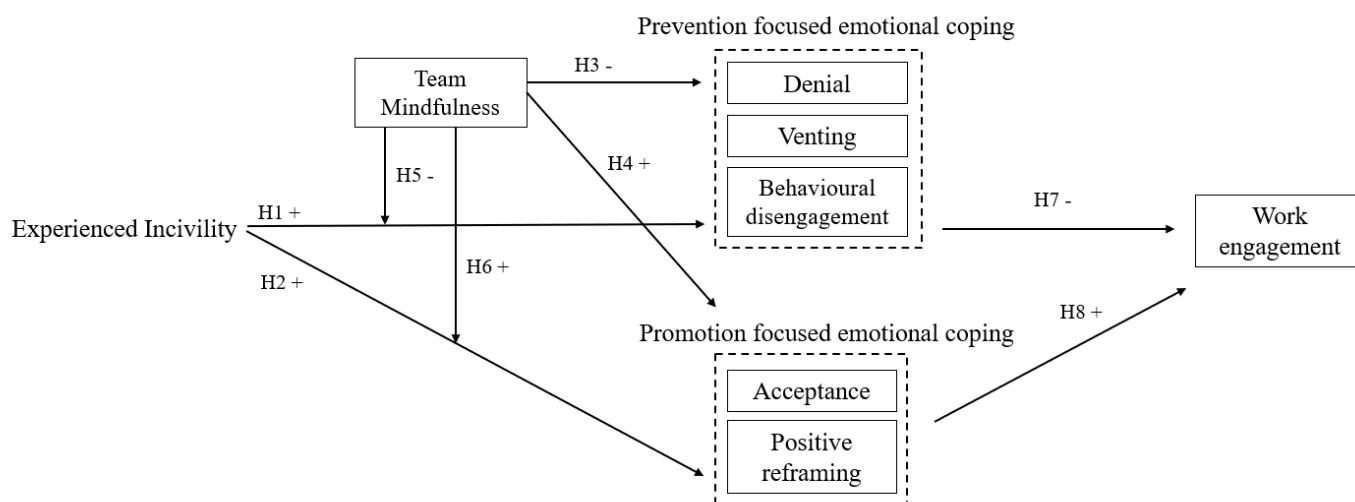 Prevention focused emotional coping
Team
Mindfulness
H3 -
Denial
Venting
Behavioural
disengagement
H4 +
H5 -
H1 +
Experienced Incivility
H2 +
H6 +
H7 -
Work
engagement
H8 +
Promotion focused emotional coping
Acceptance
Positive
reframing